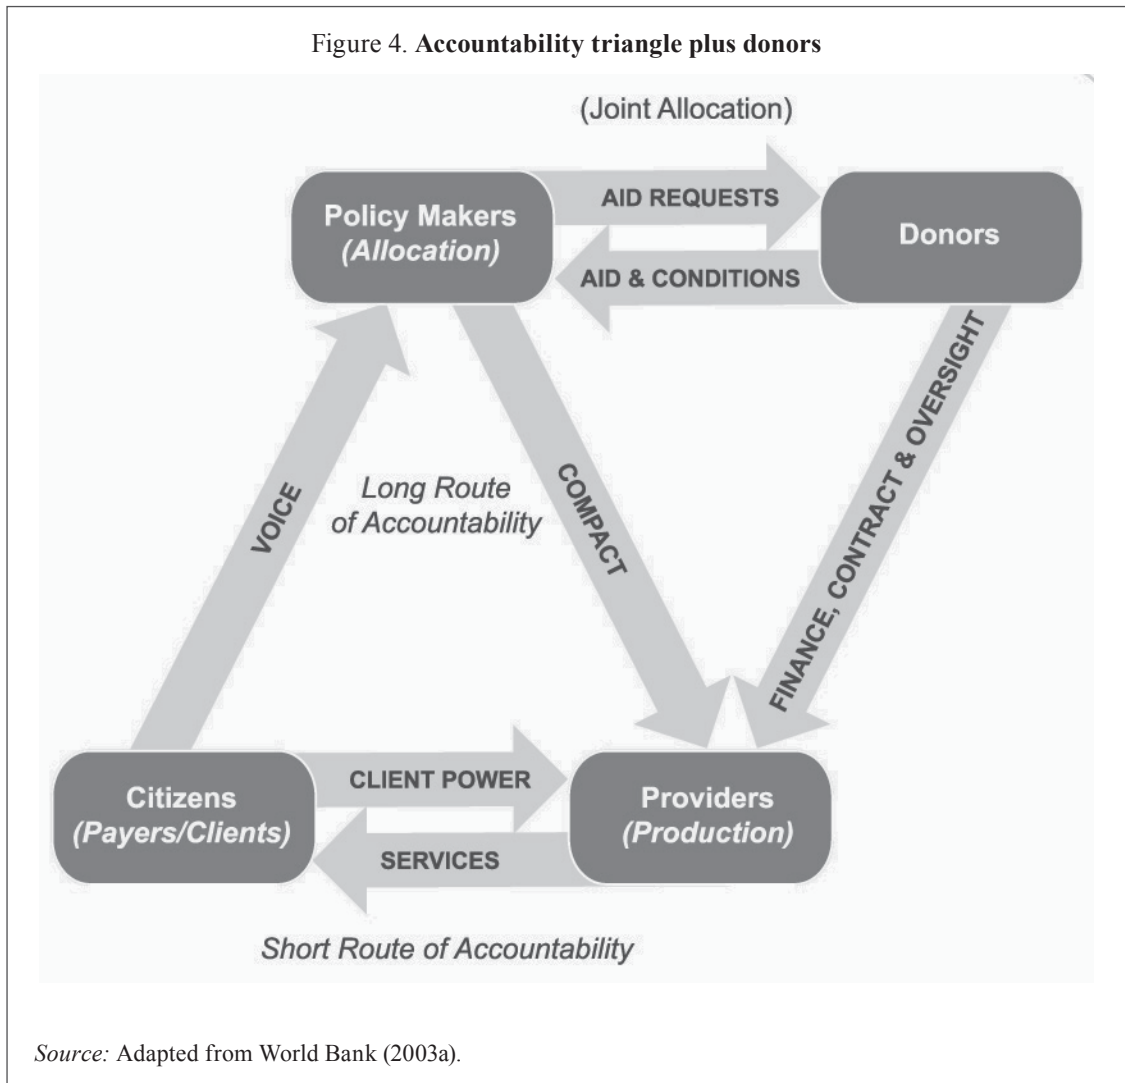 Figure 4. Accountability triangle plus donors
(Joint Allocation)
Policy Makers
(Allocation)
AID REQUESTS
AID & CONDITIONS
Donors
VOICE
Long Route
of Accountability
COMPACT
FINANCE, CONTRACT & OVERSIGHT
Citizens
(Payers/Clients)
CLIENT POWER
SERVICES
Providers
(Production)
Short Route of Accountability
Source: Adapted from World Bank (2003a).